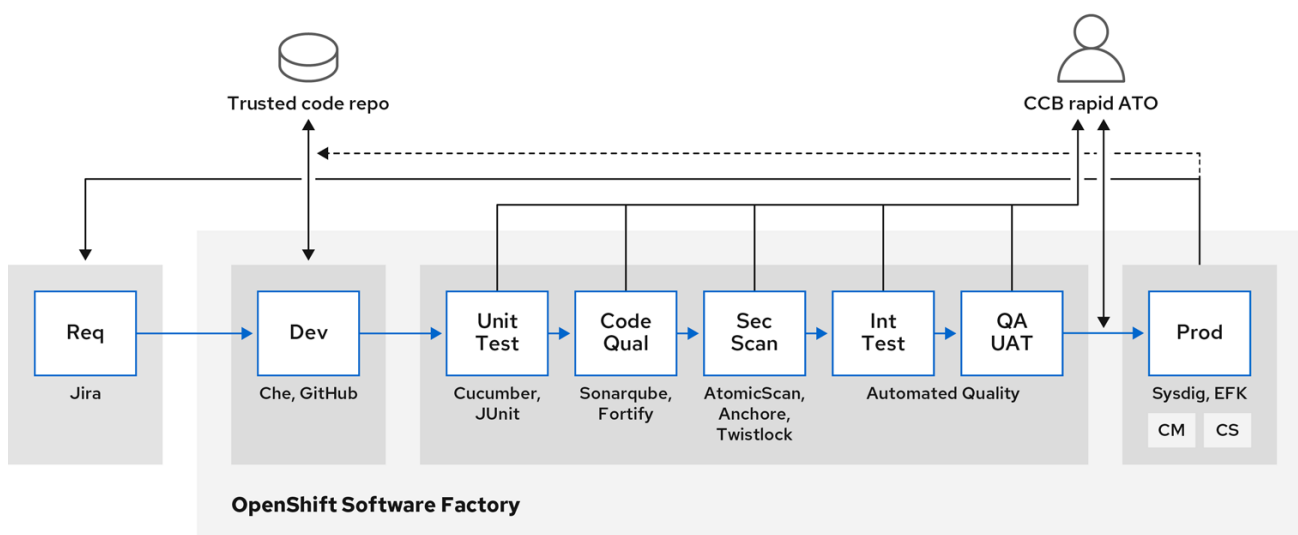 Trusted code repo
CCB rapid ATO
Req
Dev
Unit
Test
Code
Qual
Sec
Scan
Int
Test
QA
UAT
Prod
Jira
Che, GitHub
Cucumber,
JUnit
Sonarqube,
Fortify
AtomicScan,
Anchore,
Twistlock
Automated Quality
Sysdig, EFK
CM
CS
OpenShift Software Factory